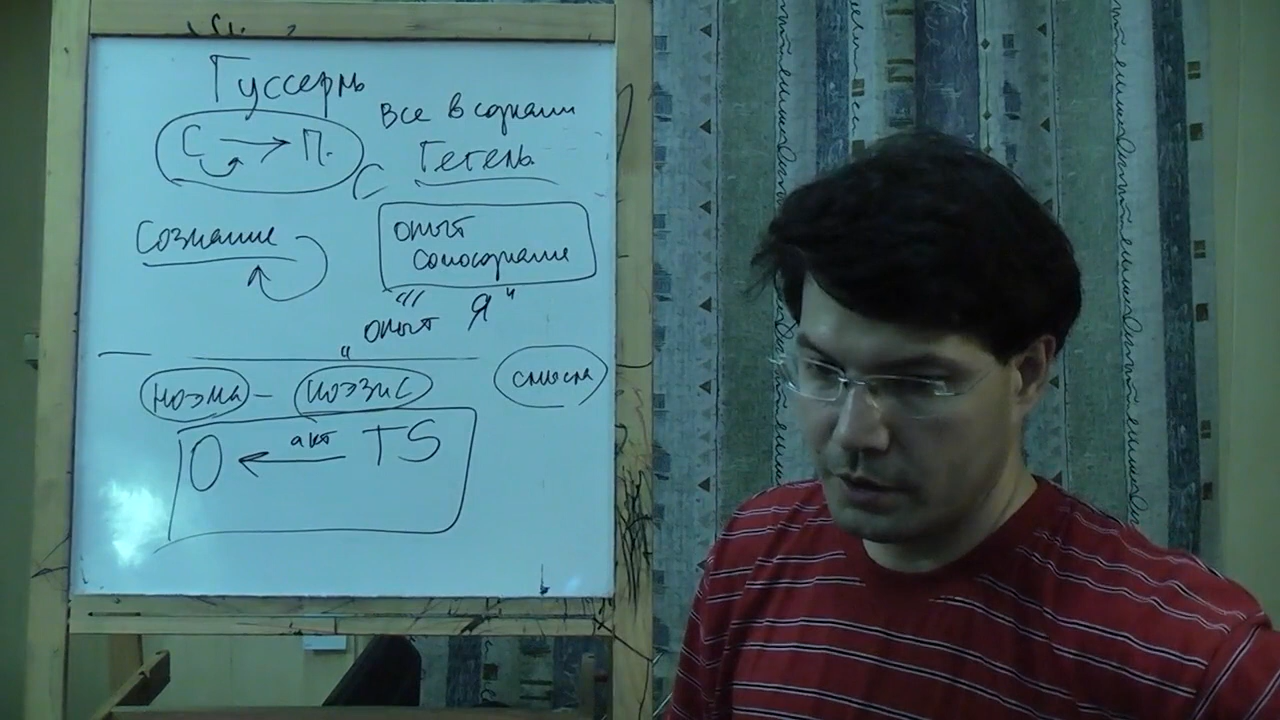 Гуссерль
все в сознании
С → П.
Гегель
С
Сознание
опыт
самосознание
опыт "Я"
ноэма – ноэзис
смысл
О ← акт TS